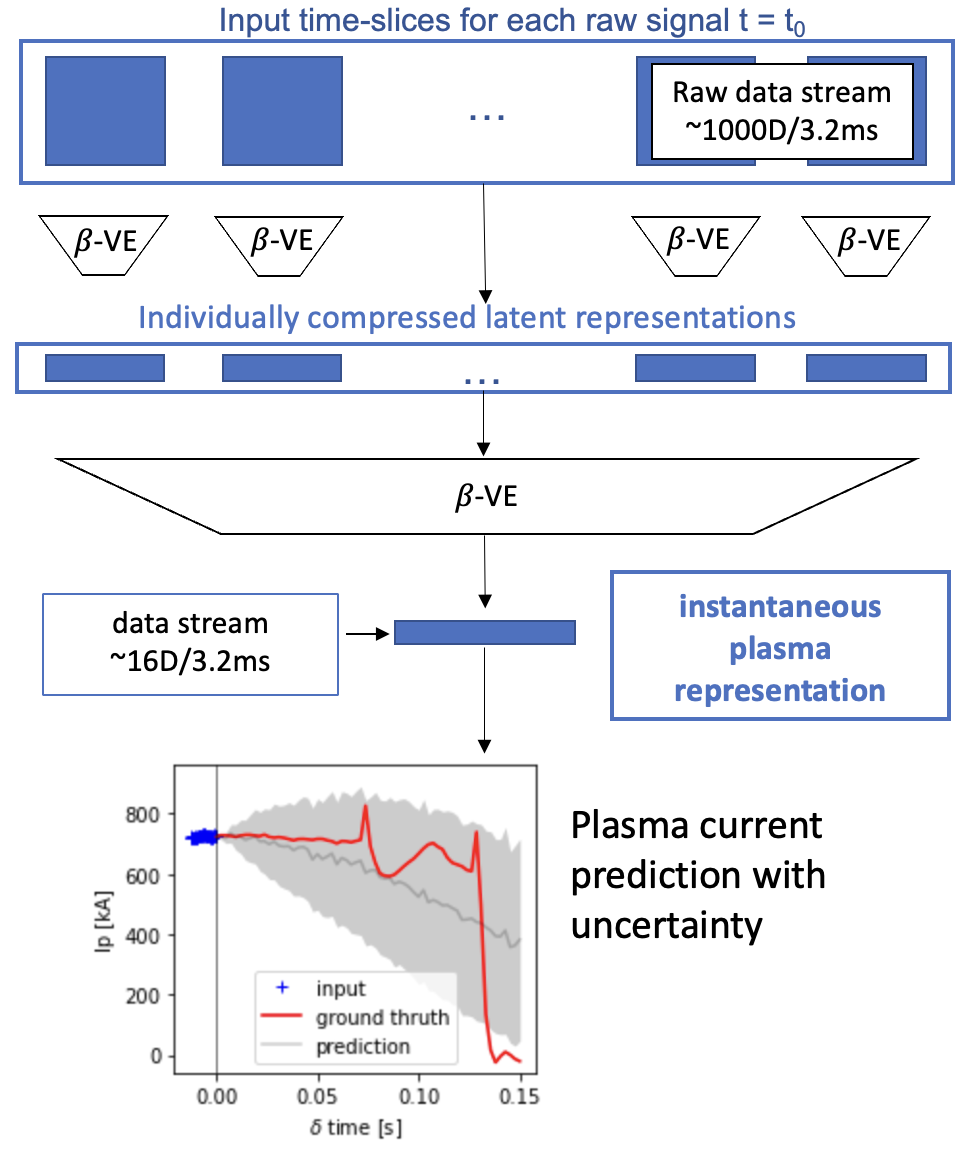 Input time-slices for each raw signal t = t₀
...
Raw data stream
~1000D/3.2ms
β-VE
β-VE
β-VE
β-VE
Individually compressed latent representations
...
β-VE
data stream
~16D/3.2ms
instantaneous
plasma
representation
800
600
400
200
0
Ip [kA]
input
ground thruth
prediction
0.00
0.05
0.10
0.15
δ time [s]
Plasma current
prediction with
uncertainty